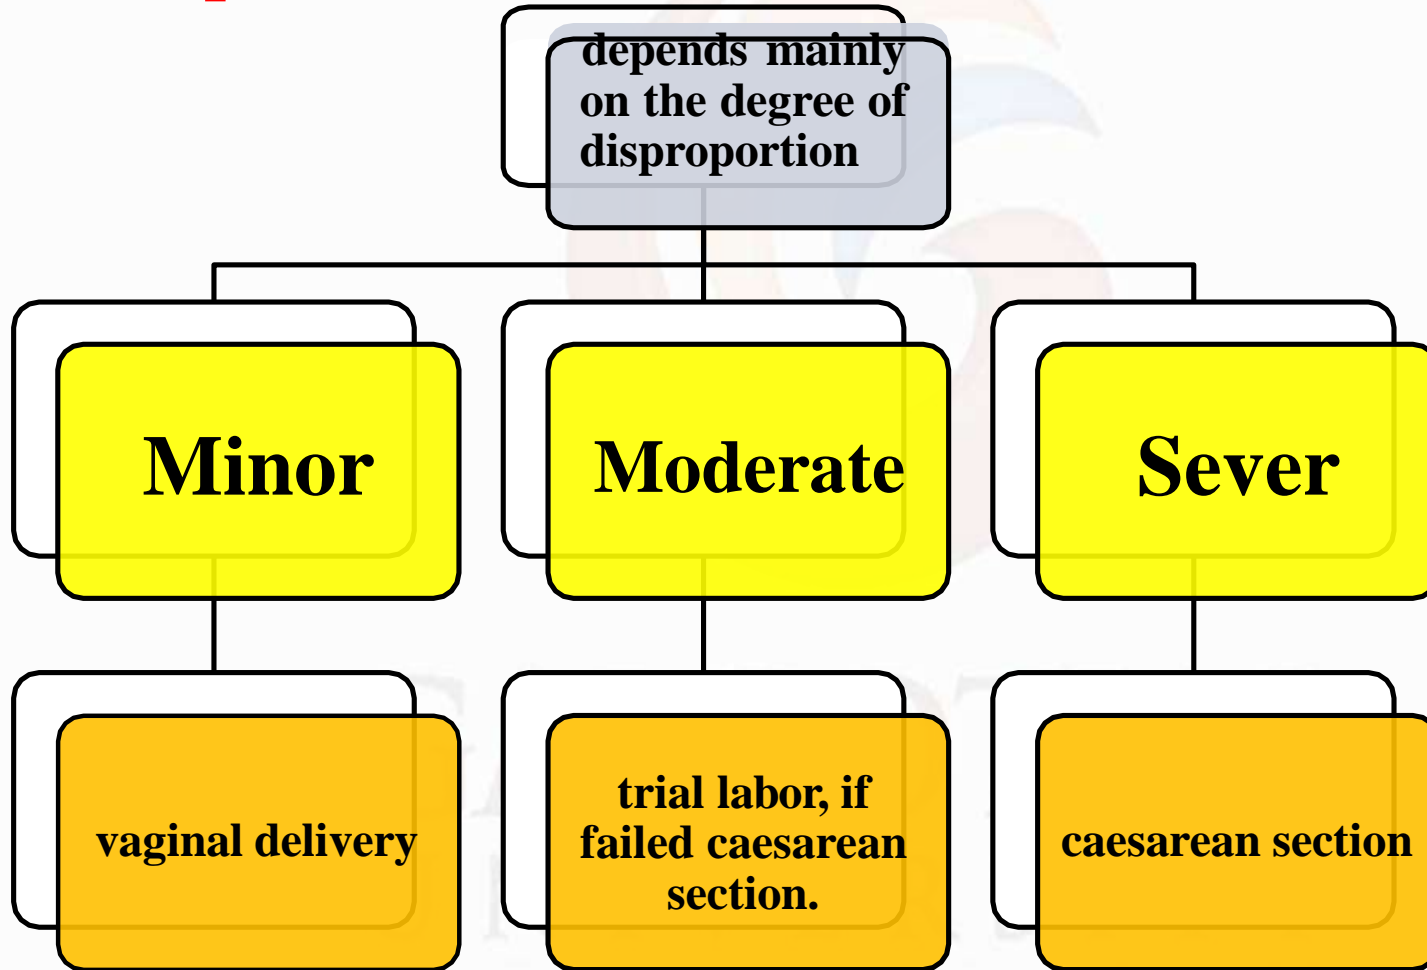 depends mainly
on the degree of
disproportion
Minor
Moderate
Sever
vaginal delivery
trial labor, if
failed caesarean
section.
caesarean section